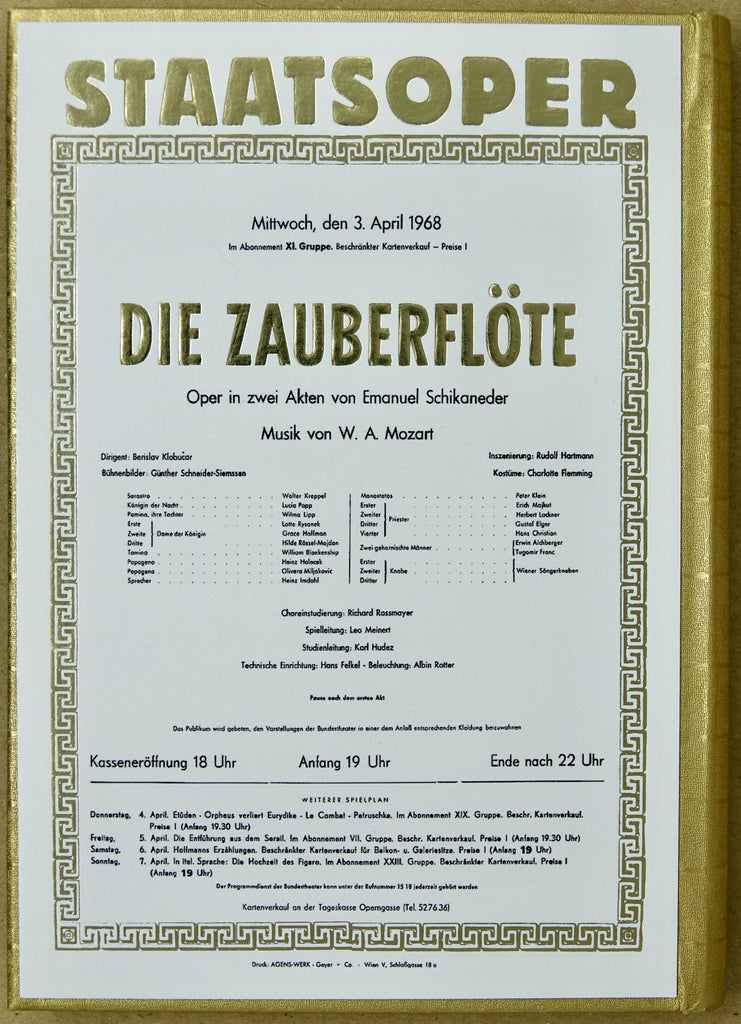 STAATSOPER
Mittwoch, den 3. April 1968
Im Abonnement XI. Gruppe. Beschränkter Kartenverkauf – Preise I
DIE ZAUBERFLÖTE
Oper in zwei Akten von Emanuel Schikaneder
Musik von W. A. Mozart
Dirigent: Berislav Klobučar
Inszenierung: Rudolf Hartmann
Bühnenbilder: Günther Schneider-Siemssen
Kostüme: Charlotte Flemming
Sarastro . . . . . . . . . . Walter Kreppel
Königin der Nacht . . . . . . . . . . Lucia Popp
Pamina, ihre Tochter . . . . . . . . . . Wilma Lipp
Erste Dame der Königin . . . . . . . . . . Lotte Rysanek
Zweite . . . . . . . . . . Grace Hoffman
Dritte . . . . . . . . . . Hilde Rössel-Majdan
Tamino . . . . . . . . . . William Blankenship
Papageno . . . . . . . . . . Heinz Holecek
Papagena . . . . . . . . . . Olivera Miljakovic
Sprecher . . . . . . . . . . Heinz Imdahl
Monostatos . . . . . . . . . . Peter Klein
Erster Priester . . . . . . . . . . Erich Majkut
Zweiter . . . . . . . . . . Herbert Lackner
Dritter . . . . . . . . . . Gustal Elger
Vierter . . . . . . . . . . Hans Christian
Zwei geharnischte Männer . . . . . . . . . . Erwin Aichberger
Tugomir Franc
Erster Knabe . . . . . . . . . . Wiener Sängerknaben
Zweiter
Dritter
Choreinstudierung: Richard Rossmayer
Spielleitung: Leo Meinert
Studienleitung: Karl Hudez
Technische Einrichtung: Hans Felkel - Beleuchtung: Albin Rotter
Pause nach dem ersten Akt
Das Publikum wird gebeten, den Vorstellungen der Bundestheater in einer dem Anlaß entsprechenden Kleidung beizuwohnen
Kasseneröffnung 18 Uhr Anfang 19 Uhr Ende nach 22 Uhr
WEITERER SPIELPLAN
Donnerstag, 4. April. Etüden - Orpheus verliert Eurydike - Le Combat - Petruschka. Im Abonnement XIX. Gruppe. Beschr. Kartenverkauf.
Preise I (Anfang 19.30 Uhr)
Freitag, 5. April. Die Entführung aus dem Serail. Im Abonnement VII. Gruppe. Beschr. Kartenverkauf. Preise I (Anfang 19.30 Uhr)
Samstag, 6. April. Hoffmanns Erzählungen. Beschränkter Kartenverkauf für Balkon- u. Galeriesitze. Preise I (Anfang 19 Uhr)
Sonntag, 7. April. In ital. Sprache: Die Hochzeit des Figaro. Im Abonnement XXIII. Gruppe. Beschränkter Kartenverkauf. Preise I
(Anfang 19 Uhr)
Der Programmdienst der Bundestheater kann unter der Rufnummer 15 18 jederzeit gehört werden
Kartenverkauf an der Tageskasse Operngasse (Tel. 527636)
Druck: AGENS-WERK - Geyer + Co. - Wien V, Schloßgasse 18 a